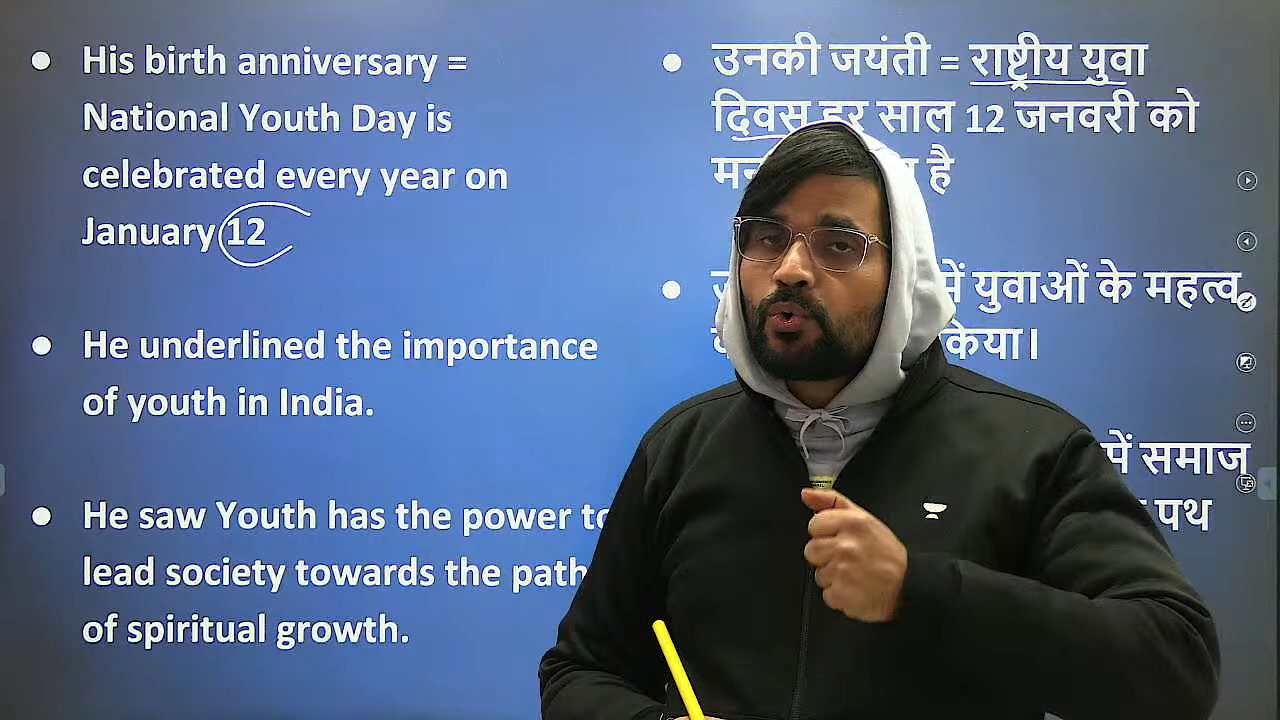 His birth anniversary =
National Youth Day is
celebrated every year on
January 12
He underlined the importance
of youth in India.
He saw Youth has the power
lead society towards the path
of spiritual growth.
उनकी जयंती = राष्ट्रीय युवा
दिवस हर साल 12 जनवरी को
है
में युवाओं के महत्व
किया।
में समाज
पथ